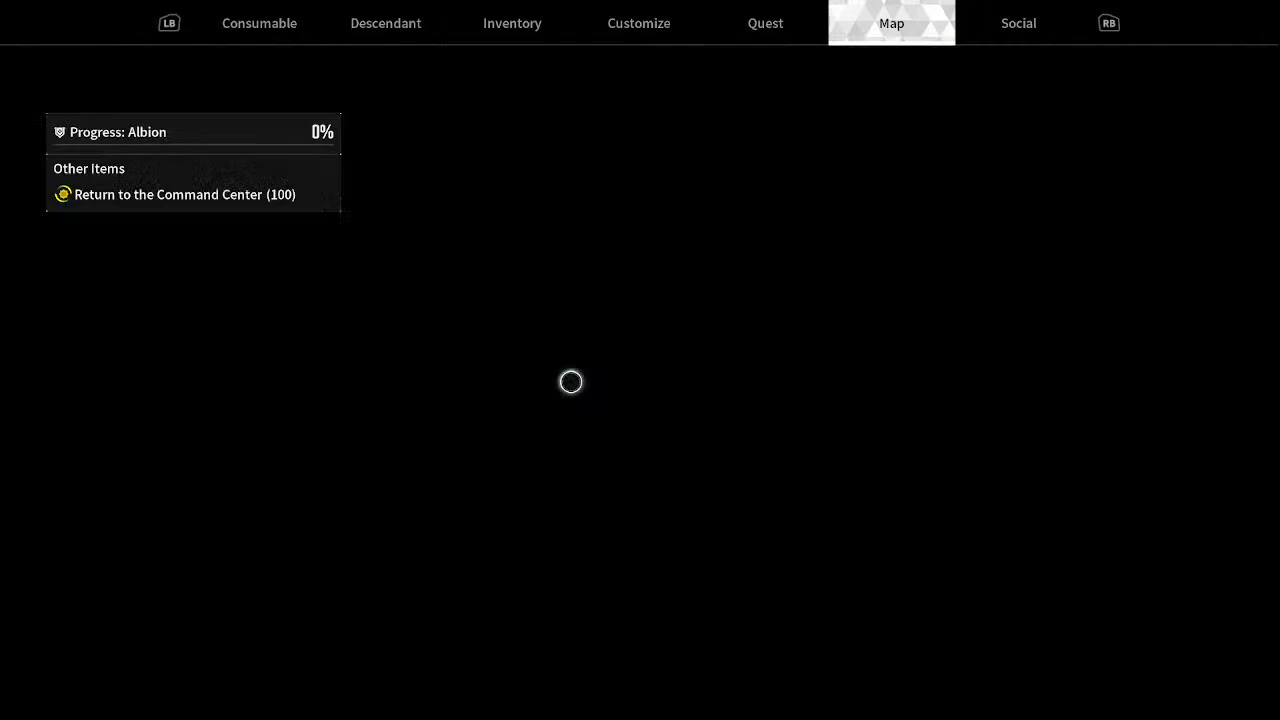 LB Consumable Descendant Inventory Customize Quest Map Social RB
Progress: Albion 0%
Other Items
Return to the Command Center (100)